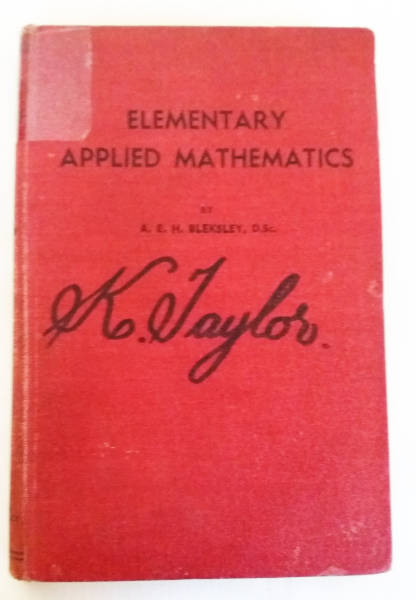 ELEMENTARY
APPLIED MATHEMATICS
BY
A. E. H. BLEKSLEY, D.Sc.
K. Taylor.